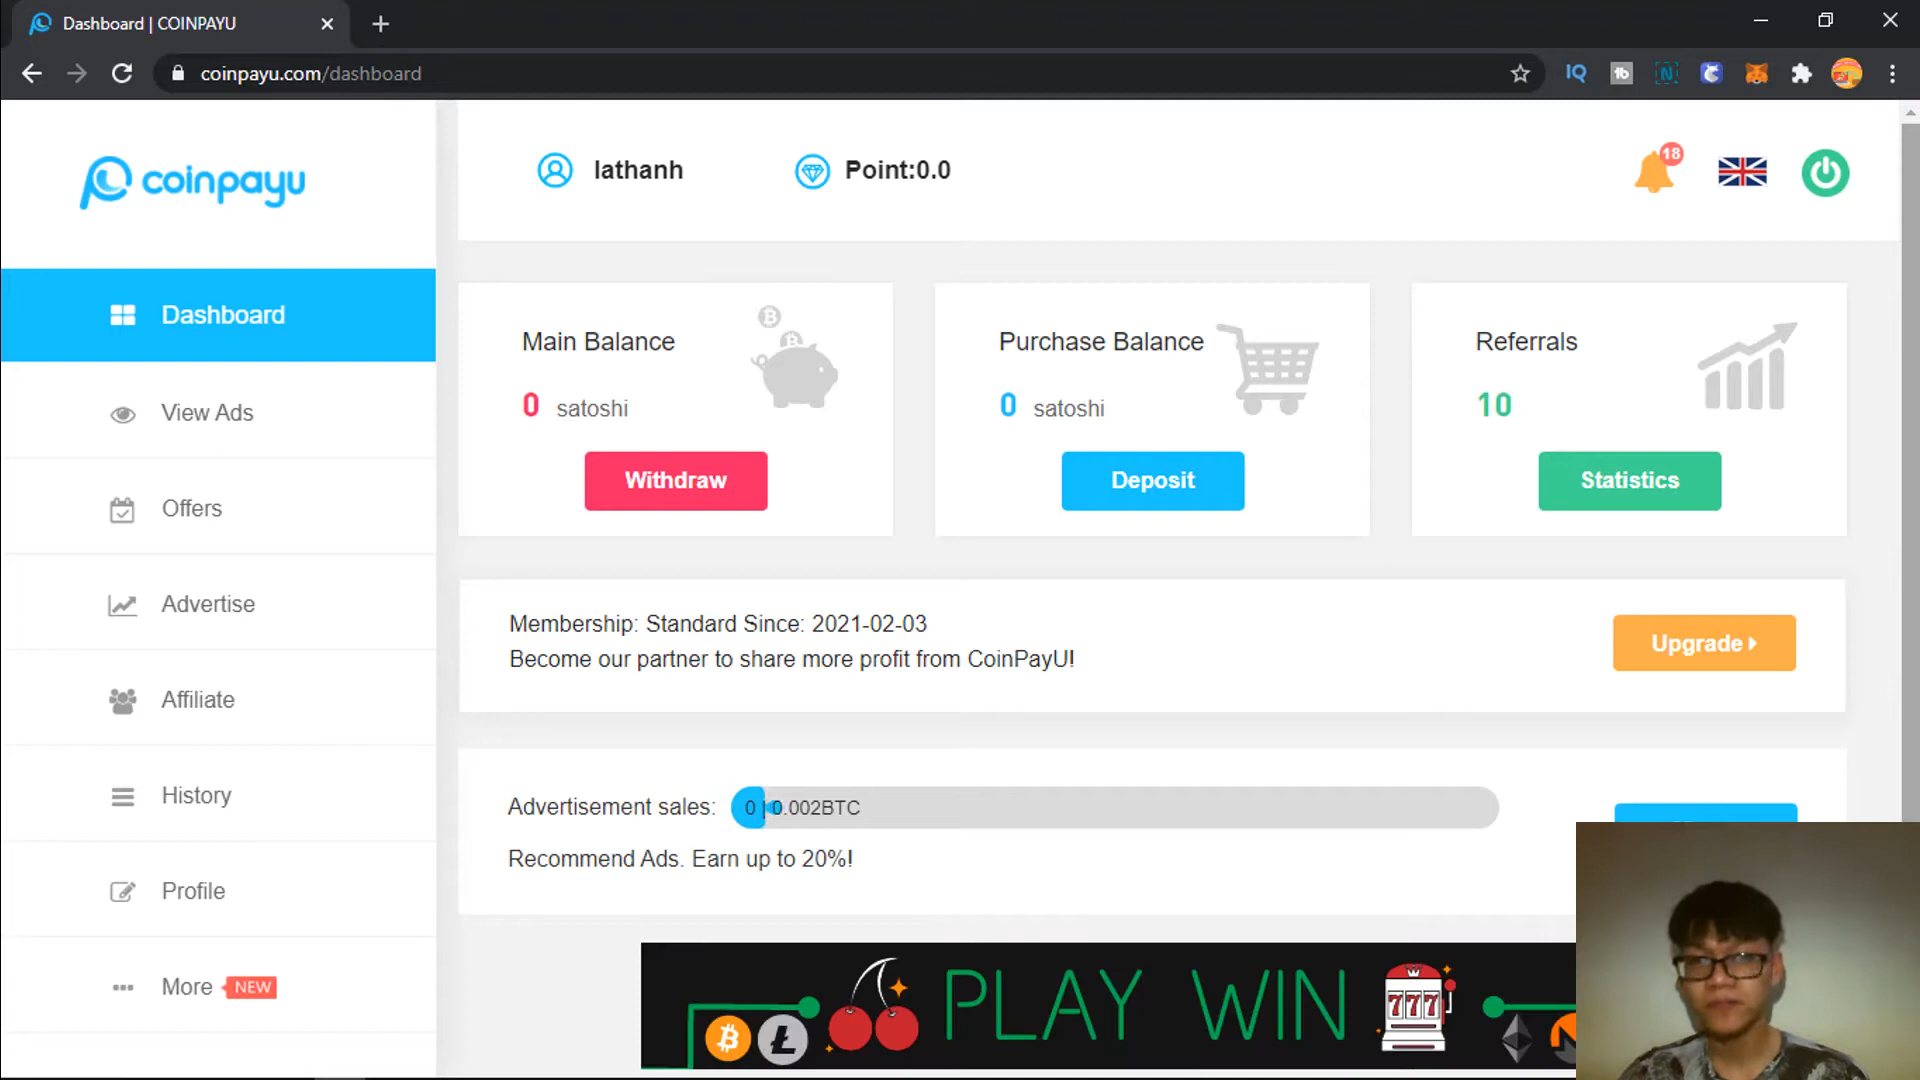 Dashboard | COINPAYU
coinpayu.com/dashboard
IQ
tb
N
coinpayu
lathanh
Point:0.0
18
Dashboard
View Ads
Offers
Advertise
Affiliate
History
Profile
More NEW
Main Balance
0 satoshi
Withdraw
Purchase Balance
0 satoshi
Deposit
Referrals
10
Statistics
Membership: Standard Since: 2021-02-03
Become our partner to share more profit from CoinPayU!
Upgrade
Advertisement sales: 0 | 0.002BTC
Recommend Ads. Earn up to 20%!
PLAY WIN
777